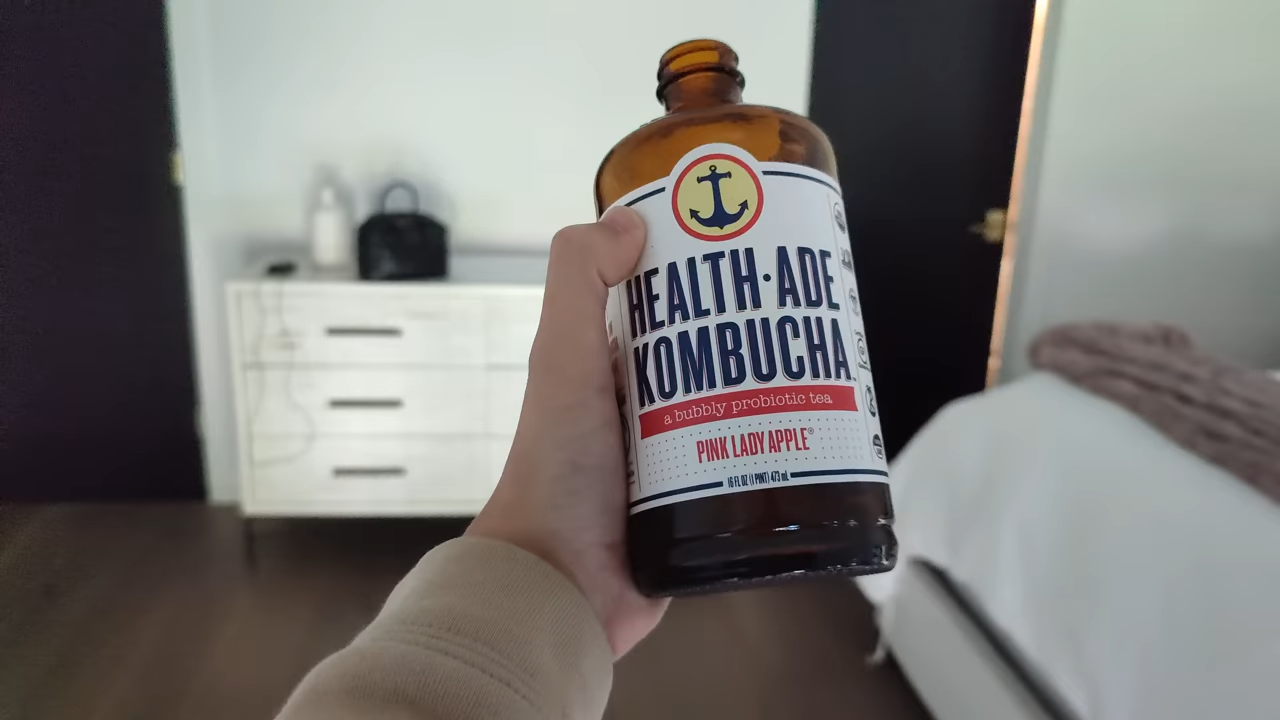 HEALTH·ADE
KOMBUCHA
a bubbly probiotic tea
PINK LADY APPLE®
16 FL OZ (1 PINT) 473 mL